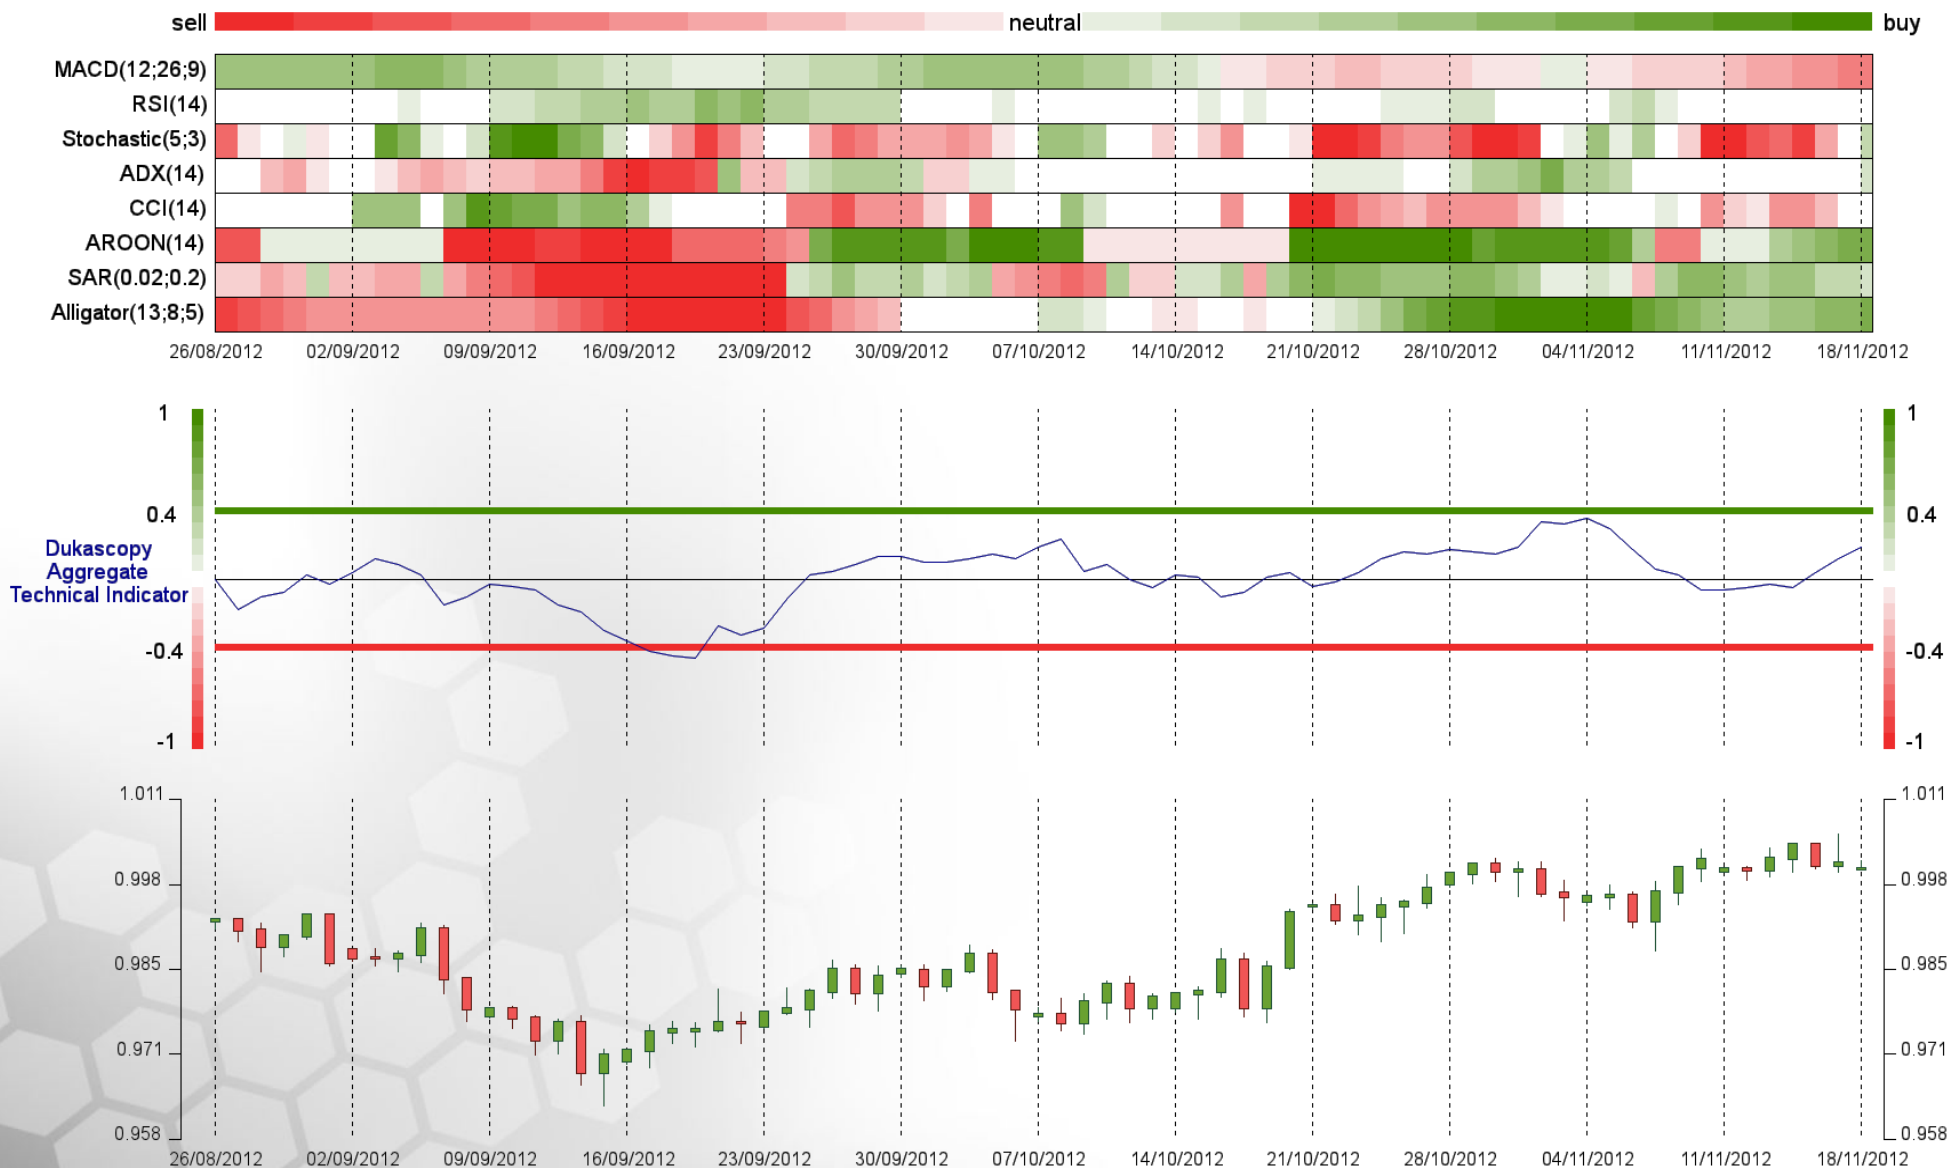 sell neutral buy
MACD(12;26;9)
RSI(14)
Stochastic(5;3)
ADX(14)
CCI(14)
AROON(14)
SAR(0.02;0.2)
Alligator(13;8;5)
26/08/2012 02/09/2012 09/09/2012 16/09/2012 23/09/2012 30/09/2012 07/10/2012 14/10/2012 21/10/2012 28/10/2012 04/11/2012 11/11/2012 18/11/2012
1 1
0.4 0.4
Dukascopy
Aggregate
Technical Indicator
-0.4 -0.4
-1 -1
1.011 1.011
0.998 0.998
0.985 0.985
0.971 0.971
0.958 0.958
26/08/2012 02/09/2012 09/09/2012 16/09/2012 23/09/2012 30/09/2012 07/10/2012 14/10/2012 21/10/2012 28/10/2012 04/11/2012 11/11/2012 18/11/2012